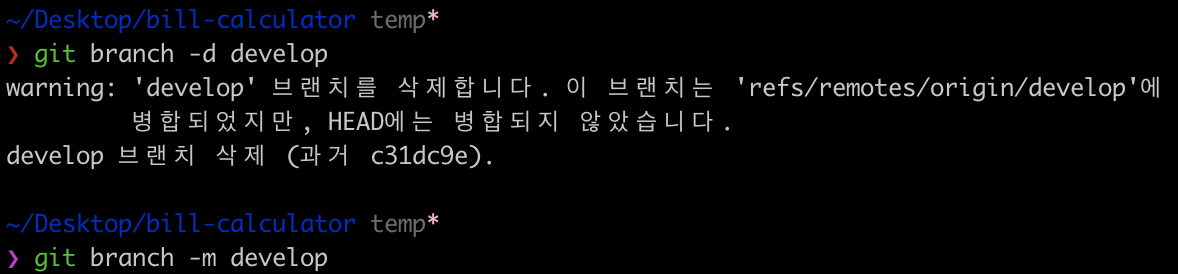 ~/Desktop/bill-calculator temp*
❯ git branch -d develop
warning: 'develop' 브랜치를 삭제합니다. 이 브랜치는 'refs/remotes/origin/develop'에
병합되었지만, HEAD에는 병합되지 않았습니다.
develop 브랜치 삭제 (과거 c31dc9e).
~/Desktop/bill-calculator temp*
❯ git branch -m develop